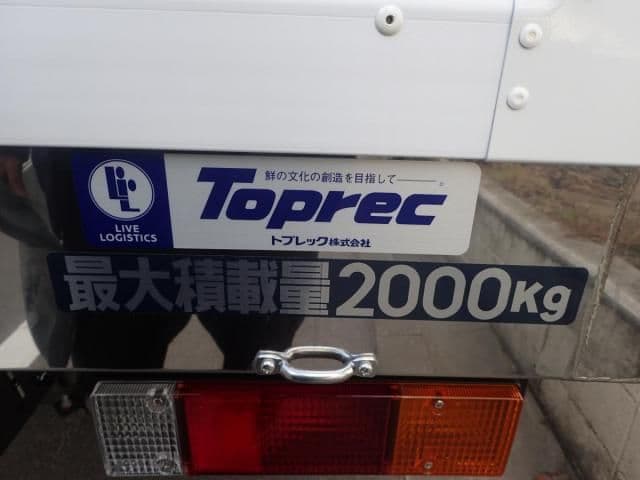 鮮の文化の創造を目指して――。
Toprec
LIVE
LOGISTICS
トプレック株式会社
最大積載量2000Kg